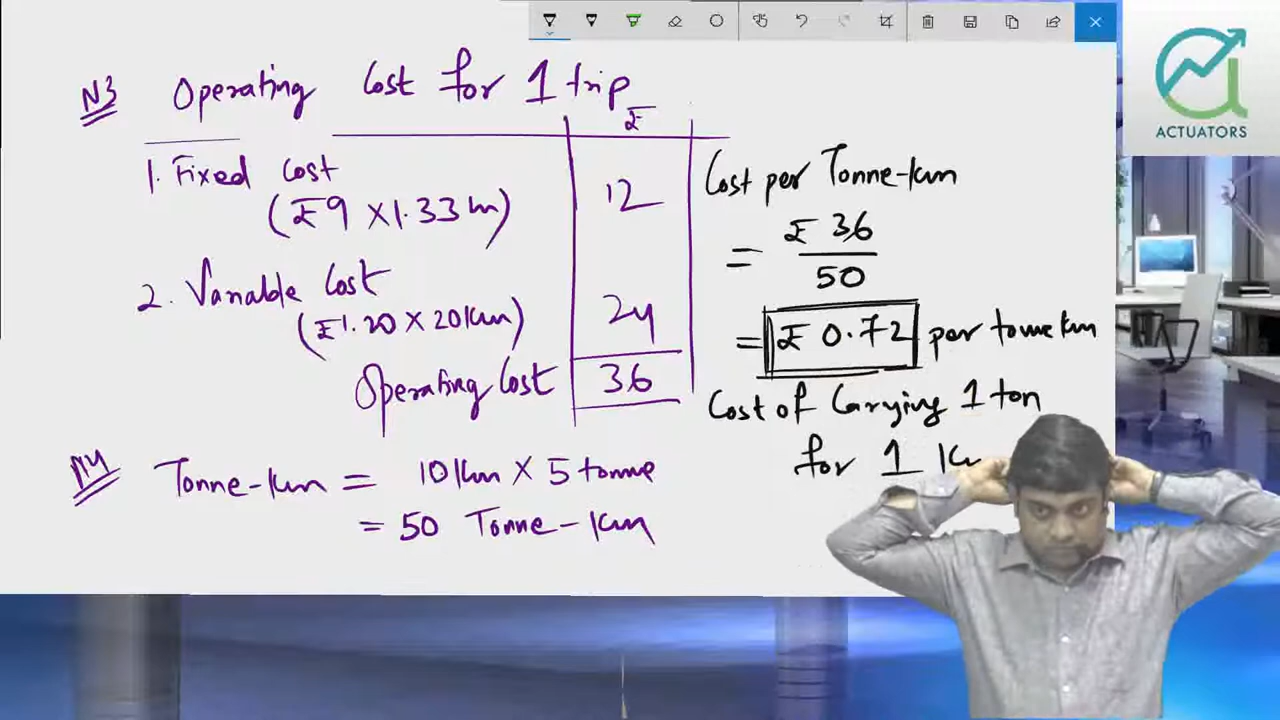 N3 Operating Cost for 1 trip
₹
1. Fixed Cost
(₹9 X 1.33 hr) 12
2. Variable Cost
(₹1.20 X 20 km) 24
Operating Cost 36
N4 Tonne-km = 10 km X 5 tonne
= 50 Tonne-km
Cost per Tonne-km
= ₹ 36
50
= ₹ 0.72 per tonne km
Cost of Carrying 1 ton
for 1
ACTUATORS